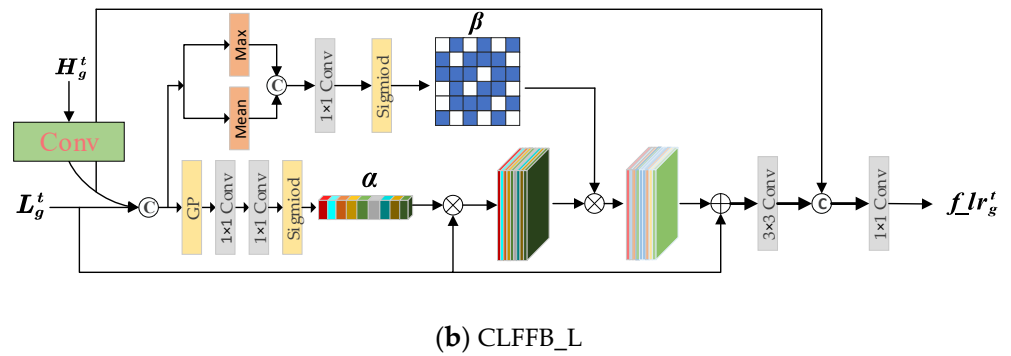 β
H_g^t
Max
Mean
C
1×1 Conv
Sigmiod
Conv
α
L_g^t
C
GP
1×1 Conv
1×1 Conv
Sigmiod
3×3 Conv
C
1×1 Conv
f_lr_g^t
(b) CLFFB_L